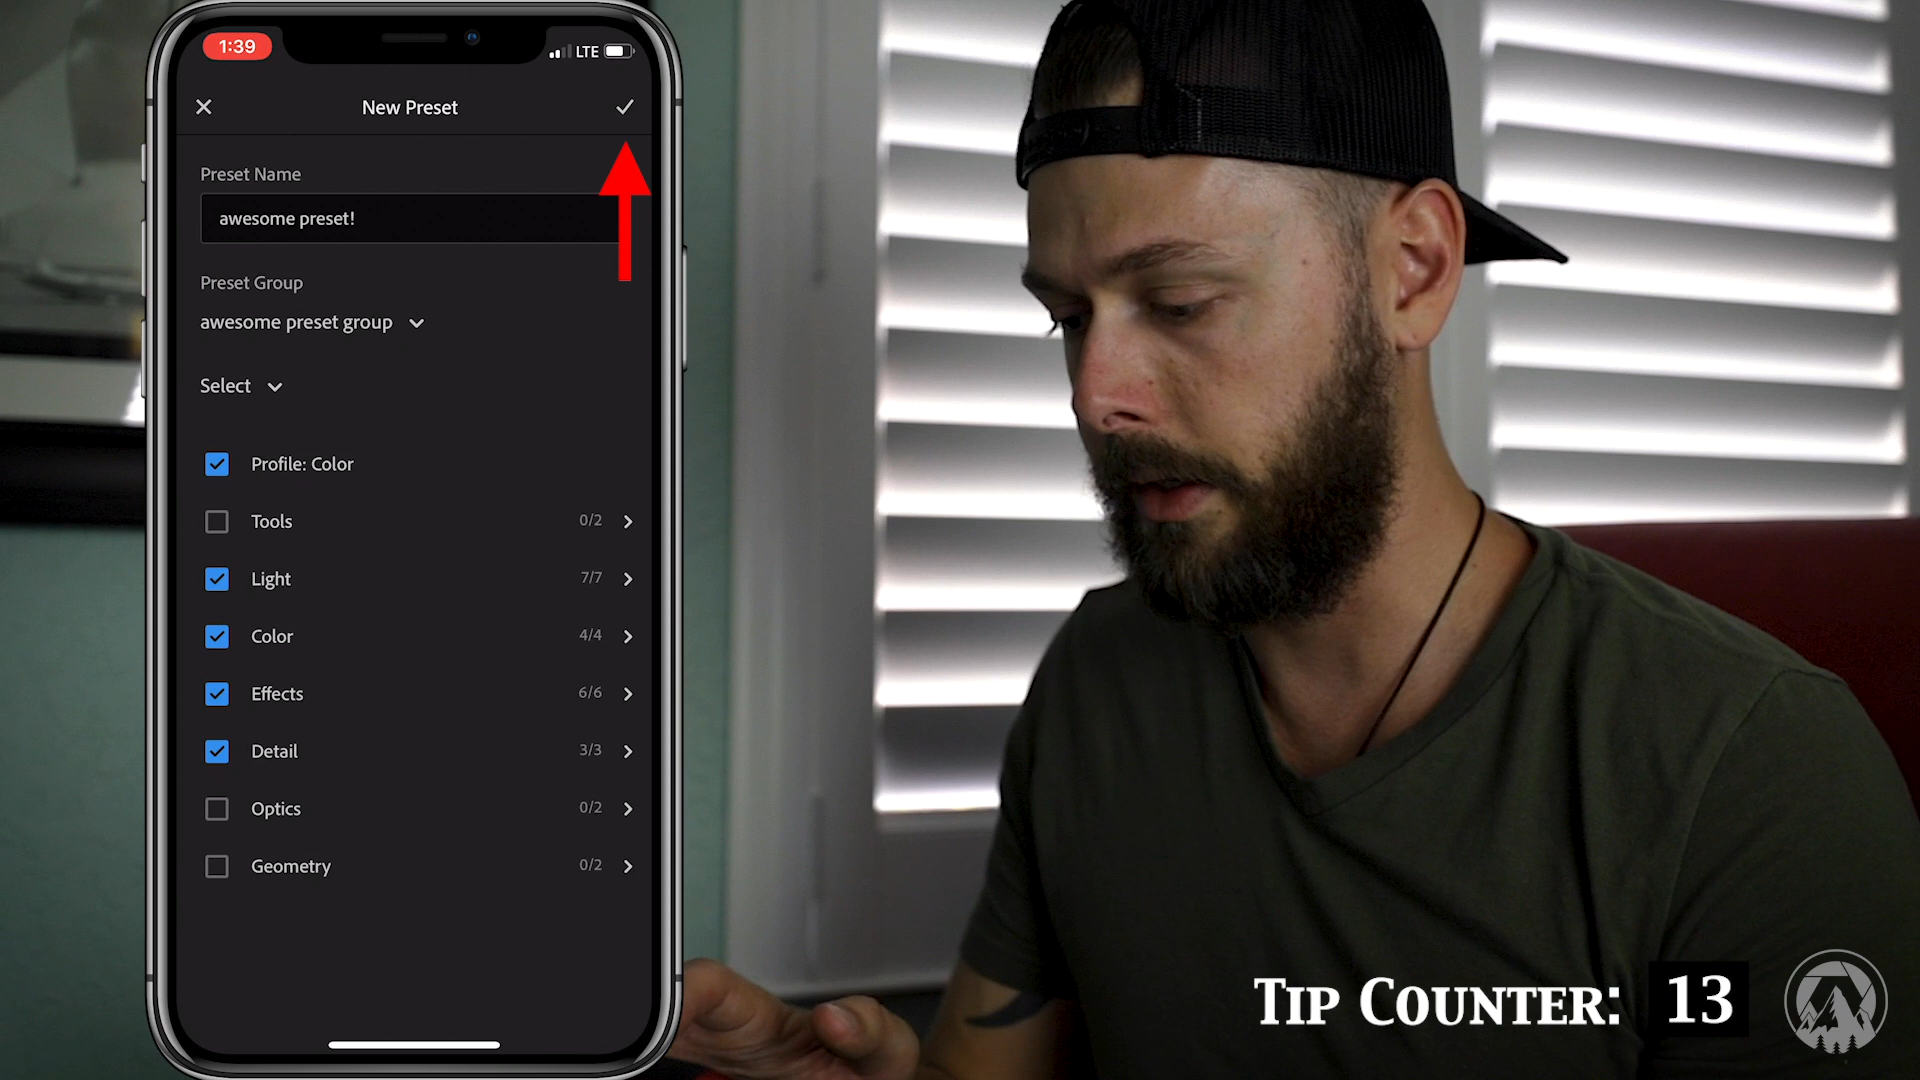 1:39
LTE
New Preset
Preset Name
awesome preset!
Preset Group
awesome preset group
Select
Profile: Color
Tools 0/2
Light 7/7
Color 4/4
Effects 6/6
Detail 3/3
Optics 0/2
Geometry 0/2
Tip Counter: 13